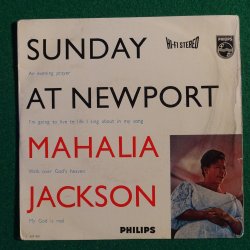 SUNDAY
PHILIPS
HI-FI STEREO
An evening prayer
AT NEWPORT
I'm going to live to life I sing about in my song
MAHALIA
Walk over God's heaven
JACKSON
My God is real
PHILIPS